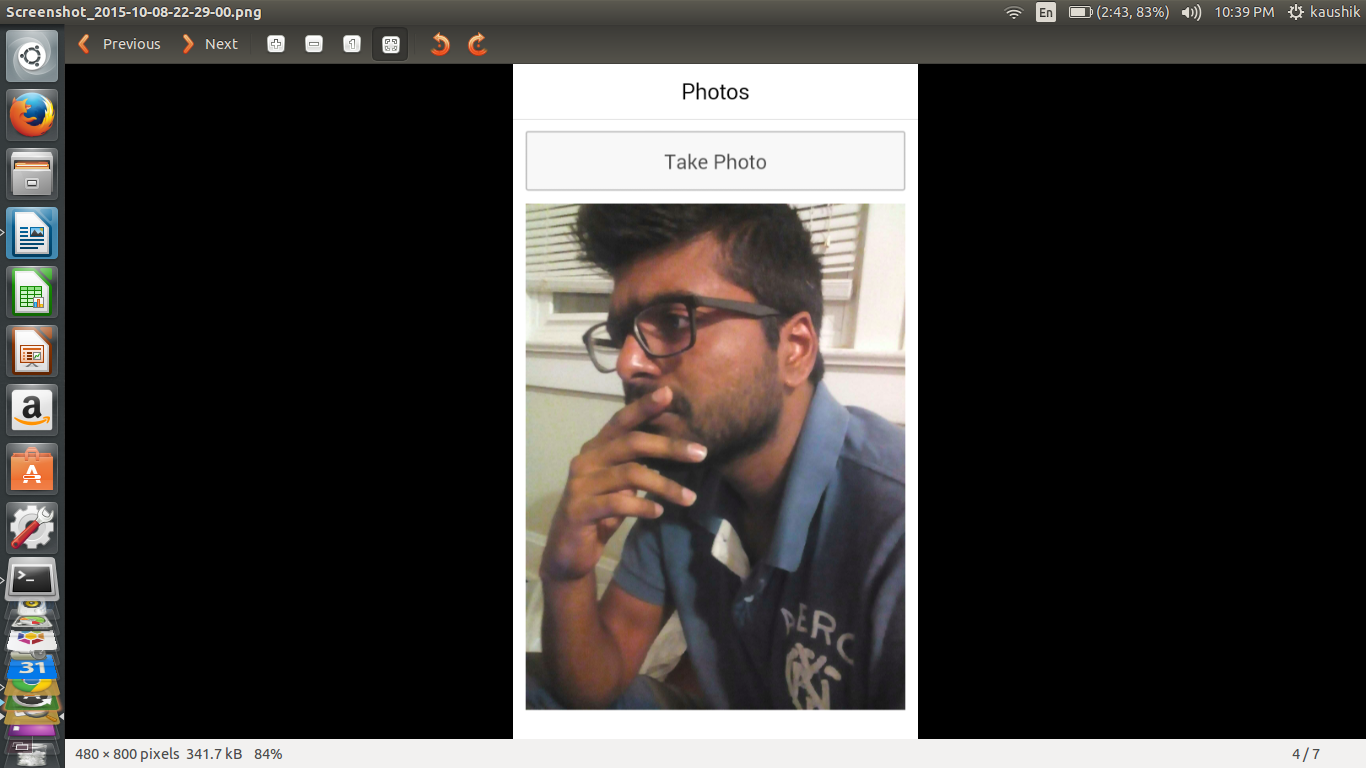 Screenshot_2015-10-08-22-29-00.png
En (2:43, 83%) 10:39 PM kaushik
Previous Next 1
Photos
Take Photo
a
A
>_
31
480 × 800 pixels 341.7 kB 84% 4 / 7